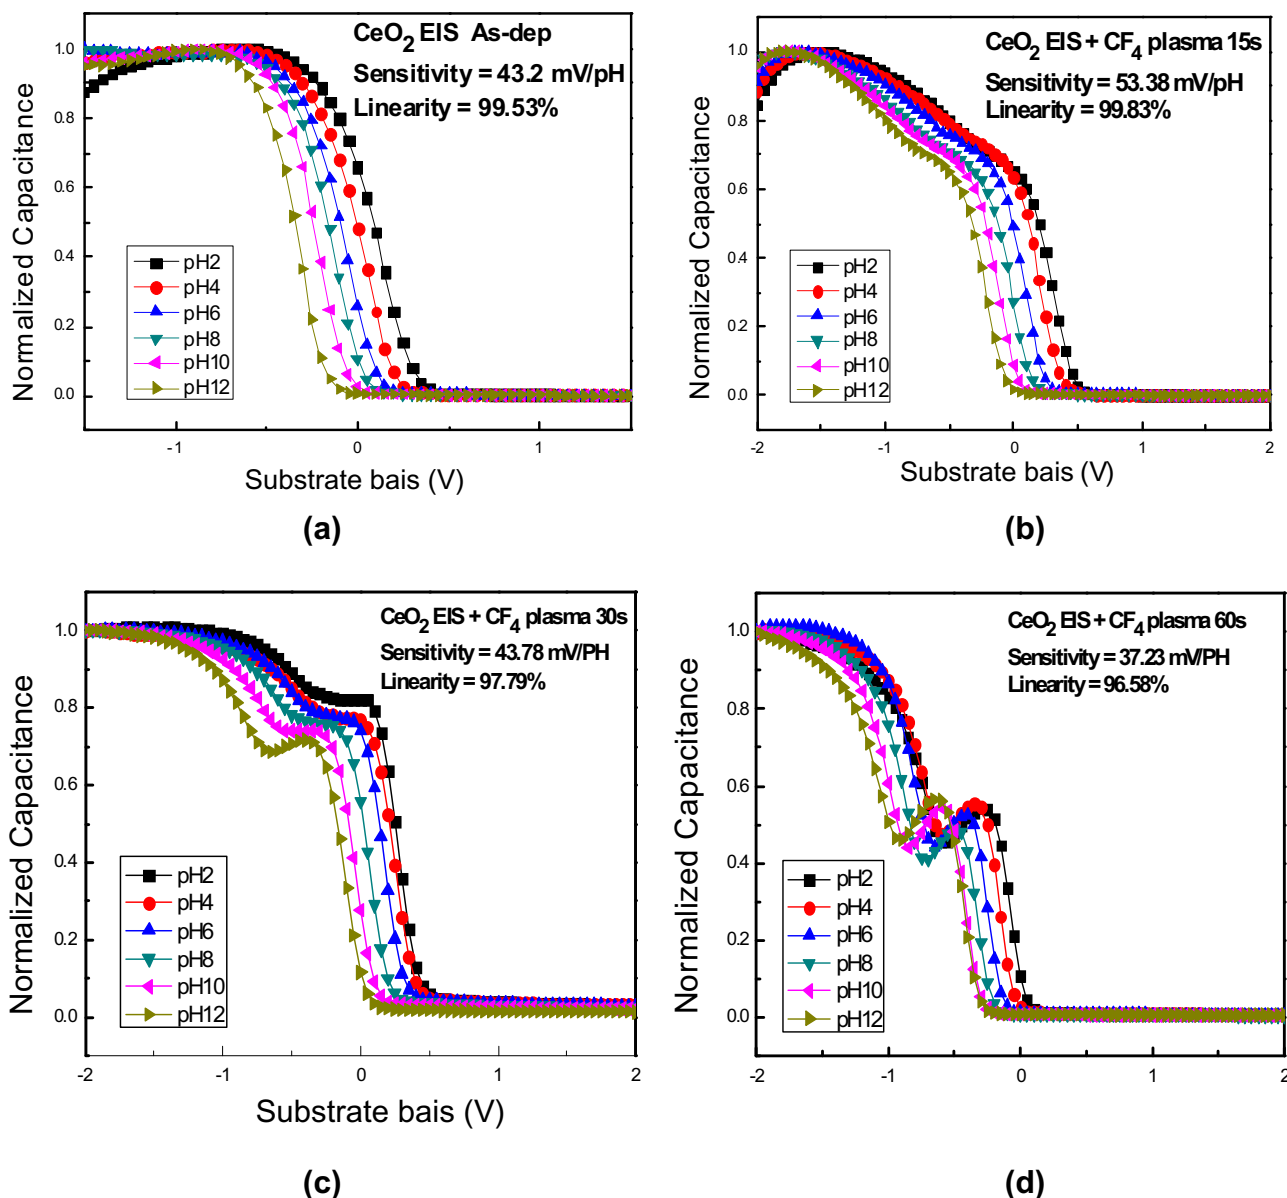 CeO2 EIS As-dep
Sensitivity = 43.2 mV/pH
Linearity = 99.53%
Normalized Capacitance
1.0
0.8
0.6
0.4
0.2
0.0
pH2
pH4
pH6
pH8
pH10
pH12
-1
0
1
Substrate bais (V)
(a)
CeO2 EIS + CF4 plasma 15s
Sensitivity = 53.38 mV/pH
Linearity = 99.83%
Normalized Capacitance
1.0
0.8
0.6
0.4
0.2
0.0
pH2
pH4
pH6
pH8
pH10
pH12
-2
-1
0
1
2
Substrate bais (V)
(b)
CeO2 EIS + CF4 plasma 30s
Sensitivity = 43.78 mV/PH
Linearity = 97.79%
Normalized Capacitance
1.0
0.8
0.6
0.4
0.2
0.0
pH2
pH4
pH6
pH8
pH10
pH12
-2
-1
0
1
2
Substrate bais (V)
(c)
CeO2 EIS + CF4 plasma 60s
Sensitivity = 37.23 mV/PH
Linearity = 96.58%
Normalized Capacitance
1.0
0.8
0.6
0.4
0.2
0.0
pH2
pH4
pH6
pH8
pH10
pH12
-2
-1
0
1
2
Substrate bais (V)
(d)